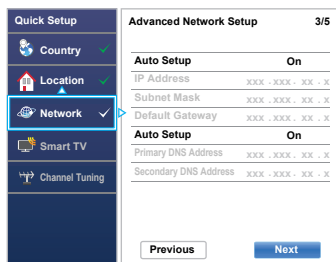 Quick Setup
Country
Location
Network
Smart TV
Channel Tuning
Advanced Network Setup 3/5
Auto Setup On
IP Address xxx . xxx . xx . x
Subnet Mask xxx . xxx . xx . x
Default Gateway xxx . xxx . xx . x
Auto Setup On
Primary DNS Address xxx . xxx . xx . x
Secondary DNS Address xxx . xxx . xx . x
Previous Next